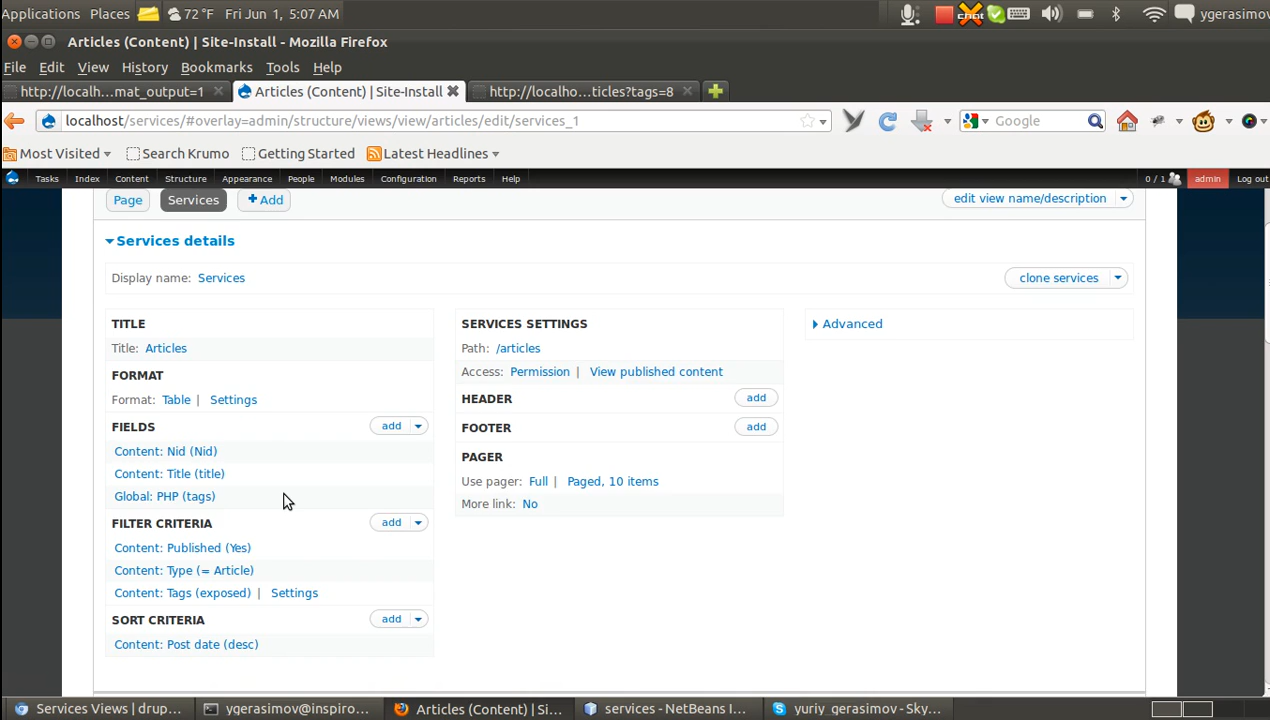 Applications Places 72 °F Fri Jun 1, 5:07 AM ygerasimov
Articles (Content) | Site-Install - Mozilla Firefox
File Edit View History Bookmarks Tools Help
http://localh...mat_output=1 Articles (Content) | Site-Install http://localho...ticles?tags=8
localhost/services/#overlay=admin/structure/views/view/articles/edit/services_1 Google
Most Visited Search Krumo Getting Started Latest Headlines
Tasks Index Content Structure Appearance People Modules Configuration Reports Help 0 / 1 admin Log out
Page Services Add edit view name/description
Services details
Display name: Services clone services
TITLE
Title: Articles
FORMAT
Format: Table | Settings
FIELDS add
Content: Nid (Nid)
Content: Title (title)
Global: PHP (tags)
FILTER CRITERIA add
Content: Published (Yes)
Content: Type (= Article)
Content: Tags (exposed) | Settings
SORT CRITERIA add
Content: Post date (desc)
SERVICES SETTINGS
Path: /articles
Access: Permission | View published content
HEADER add
FOOTER add
PAGER
Use pager: Full | Paged, 10 items
More link: No
Advanced
Services Views | drup... ygerasimov@inspiro... Articles (Content) | Si... services - NetBeans I... yuriy_gerasimov - Sky...